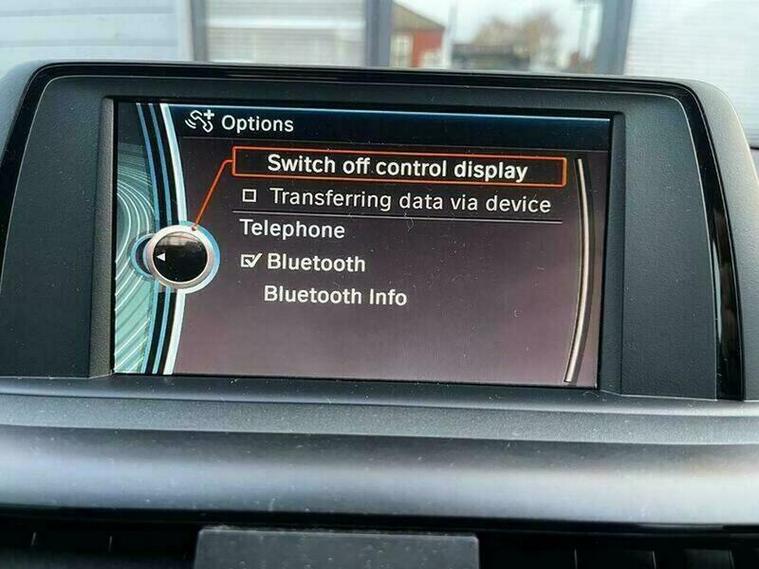 Options
Switch off control display
Transferring data via device
Telephone
Bluetooth
Bluetooth Info